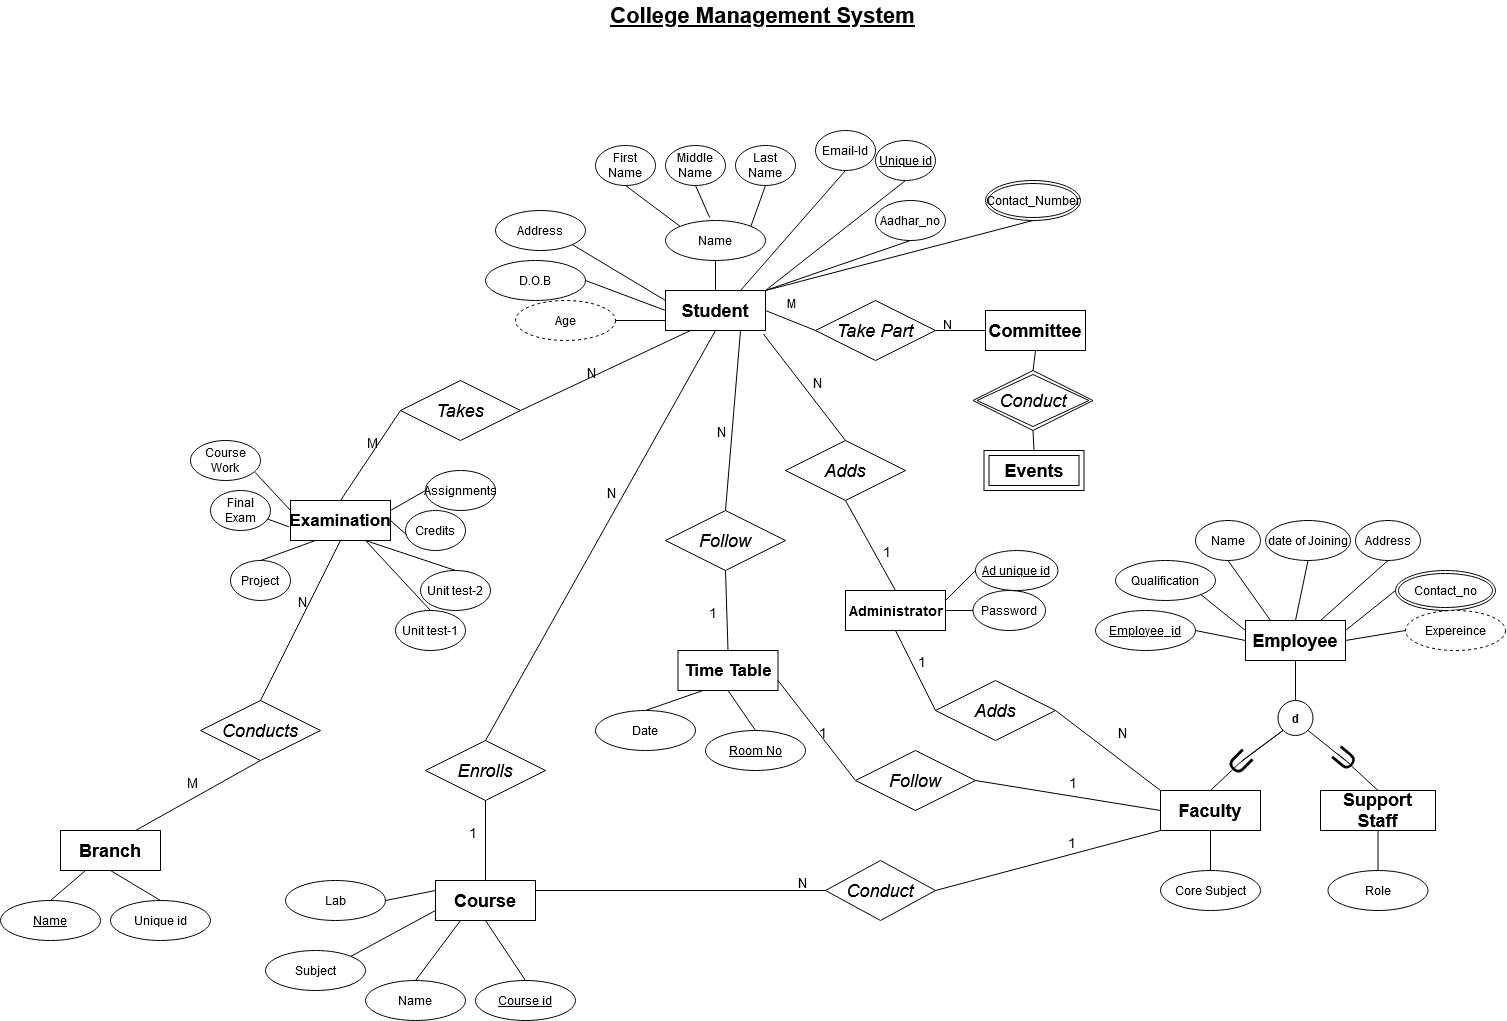 College Management System
First
Name
Middle
Name
Last
Name
Email-Id
Unique id
Contact_Number
Aadhar_no
Address
Name
D.O.B
Age
Student
M
Take Part
N
Committee
N
Takes
M
N
N
N
Conduct
Events
Adds
Course
Work
Final
Exam
Examination
Assignments
Credits
Project
Unit test-2
Unit test-1
N
Follow
1
1
Ad unique id
Password
Administrator
1
Name
date of Joining
Address
Qualification
Contact_no
Employee_id
Employee
Expereince
Time Table
Date
Room No
1
Adds
N
d
Conducts
M
Enrolls
1
Follow
1
Faculty
Support
Staff
Branch
Name
Unique id
1
Core Subject
Role
Lab
Course
N
Conduct
Subject
Name
Course id